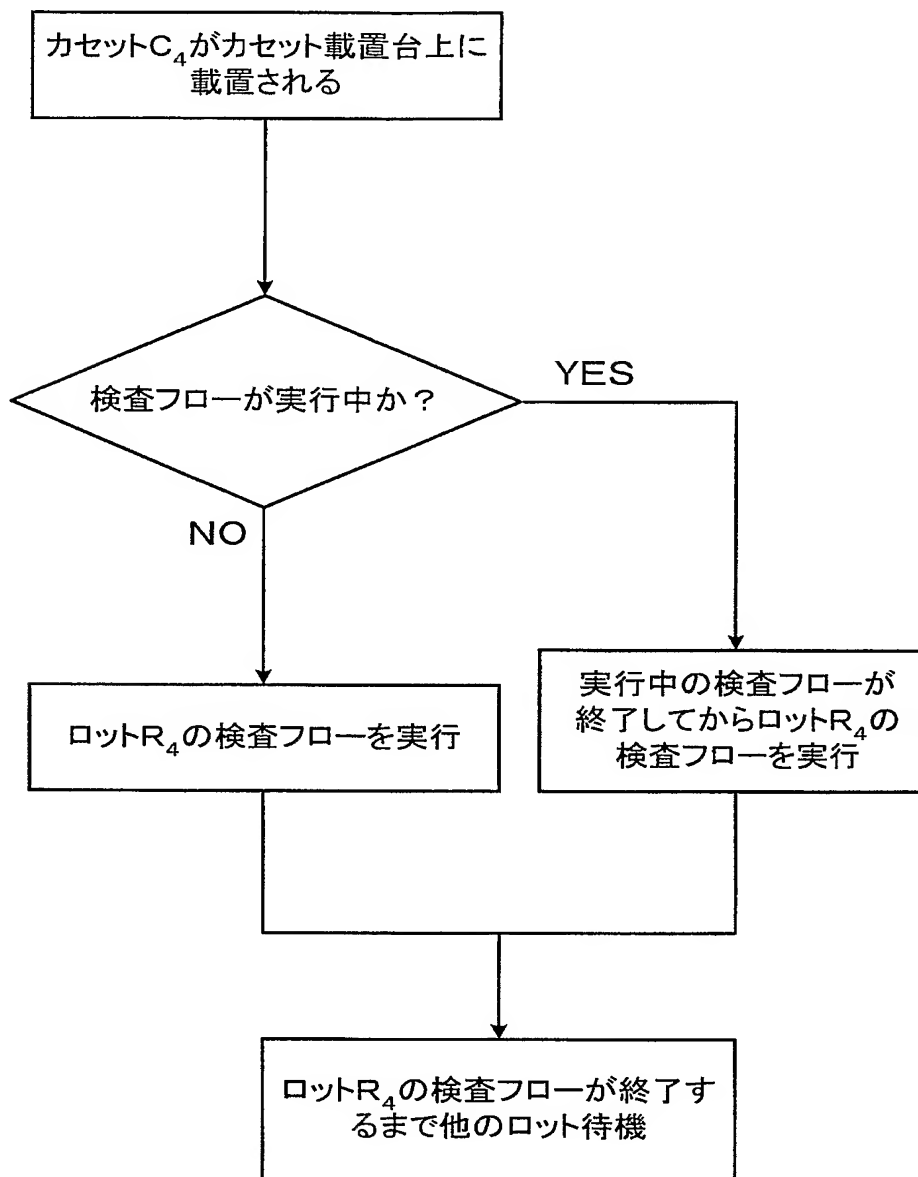 カセットC₄がカセット載置台上に
載置される
検査フローが実行中か？
YES
NO
ロットR₄の検査フローを実行
実行中の検査フローが
終了してからロットR₄の
検査フローを実行
ロットR₄の検査フローが終了す
るまで他のロット待機